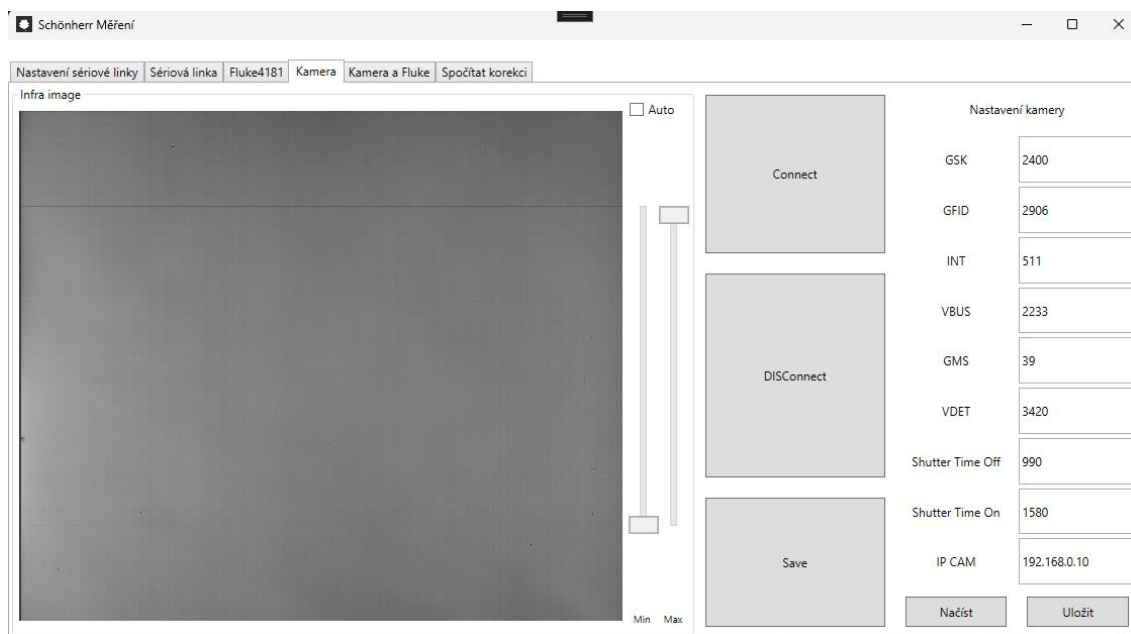 Schönherr Měření
Nastavení sériové linky Sériová linka Fluke4181 Kamera Kamera a Fluke Spočítat korekci
Infra image
Auto
Min Max
Connect
DISConnect
Save
Nastavení kamery
GSK 2400
GFID 2906
INT 511
VBUS 2233
GMS 39
VDET 3420
Shutter Time Off 990
Shutter Time On 1580
IP CAM 192.168.0.10
Načíst Uložit